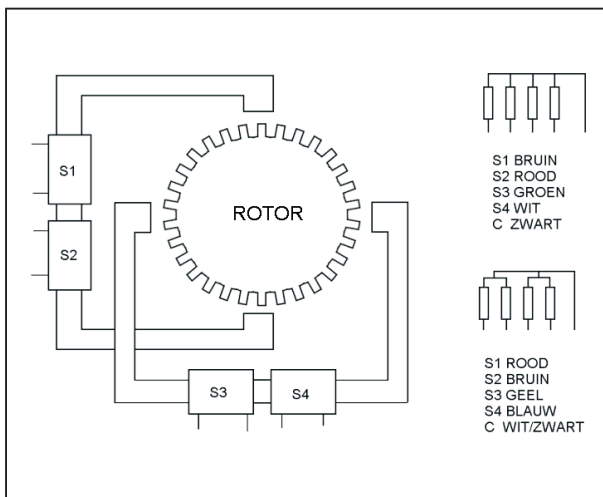 S1
S2
ROTOR
S3
S4
S1 BRUIN
S2 ROOD
S3 GROEN
S4 WIT
C ZWART
S1 ROOD
S2 BRUIN
S3 GEEL
S4 BLAUW
C WIT/ZWART